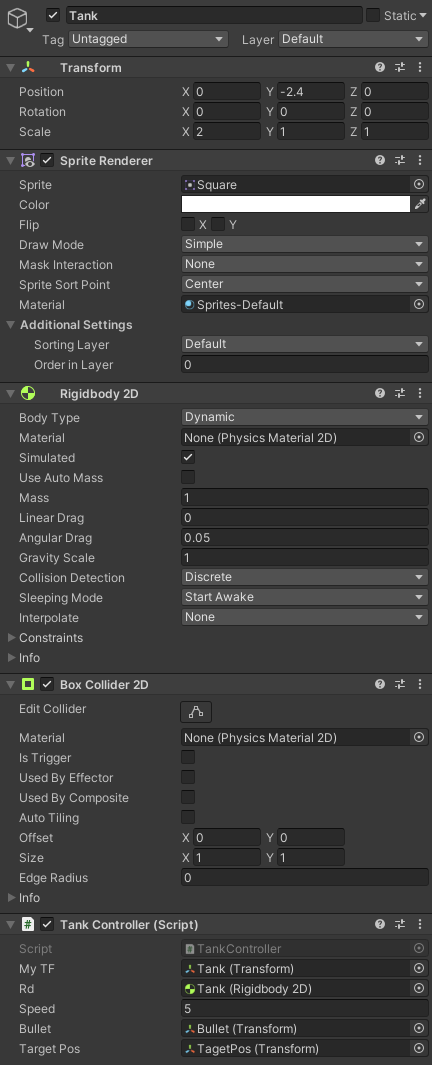 Tank
Static
Tag Untagged Layer Default
Transform
Position X 0 Y -2.4 Z 0
Rotation X 0 Y 0 Z 0
Scale X 2 Y 1 Z 1
Sprite Renderer
Sprite Square
Color
Flip X Y
Draw Mode Simple
Mask Interaction None
Sprite Sort Point Center
Material Sprites-Default
Additional Settings
Sorting Layer Default
Order in Layer 0
Rigidbody 2D
Body Type Dynamic
Material None (Physics Material 2D)
Simulated
Use Auto Mass
Mass 1
Linear Drag 0
Angular Drag 0.05
Gravity Scale 1
Collision Detection Discrete
Sleeping Mode Start Awake
Interpolate None
Constraints
Info
Box Collider 2D
Edit Collider
Material None (Physics Material 2D)
Is Trigger
Used By Effector
Used By Composite
Auto Tiling
Offset X 0 Y 0
Size X 1 Y 1
Edge Radius 0
Info
# Tank Controller (Script)
Script # TankController
My TF Tank (Transform)
Rd Tank (Rigidbody 2D)
Speed 5
Bullet Bullet (Transform)
Target Pos TagetPos (Transform)